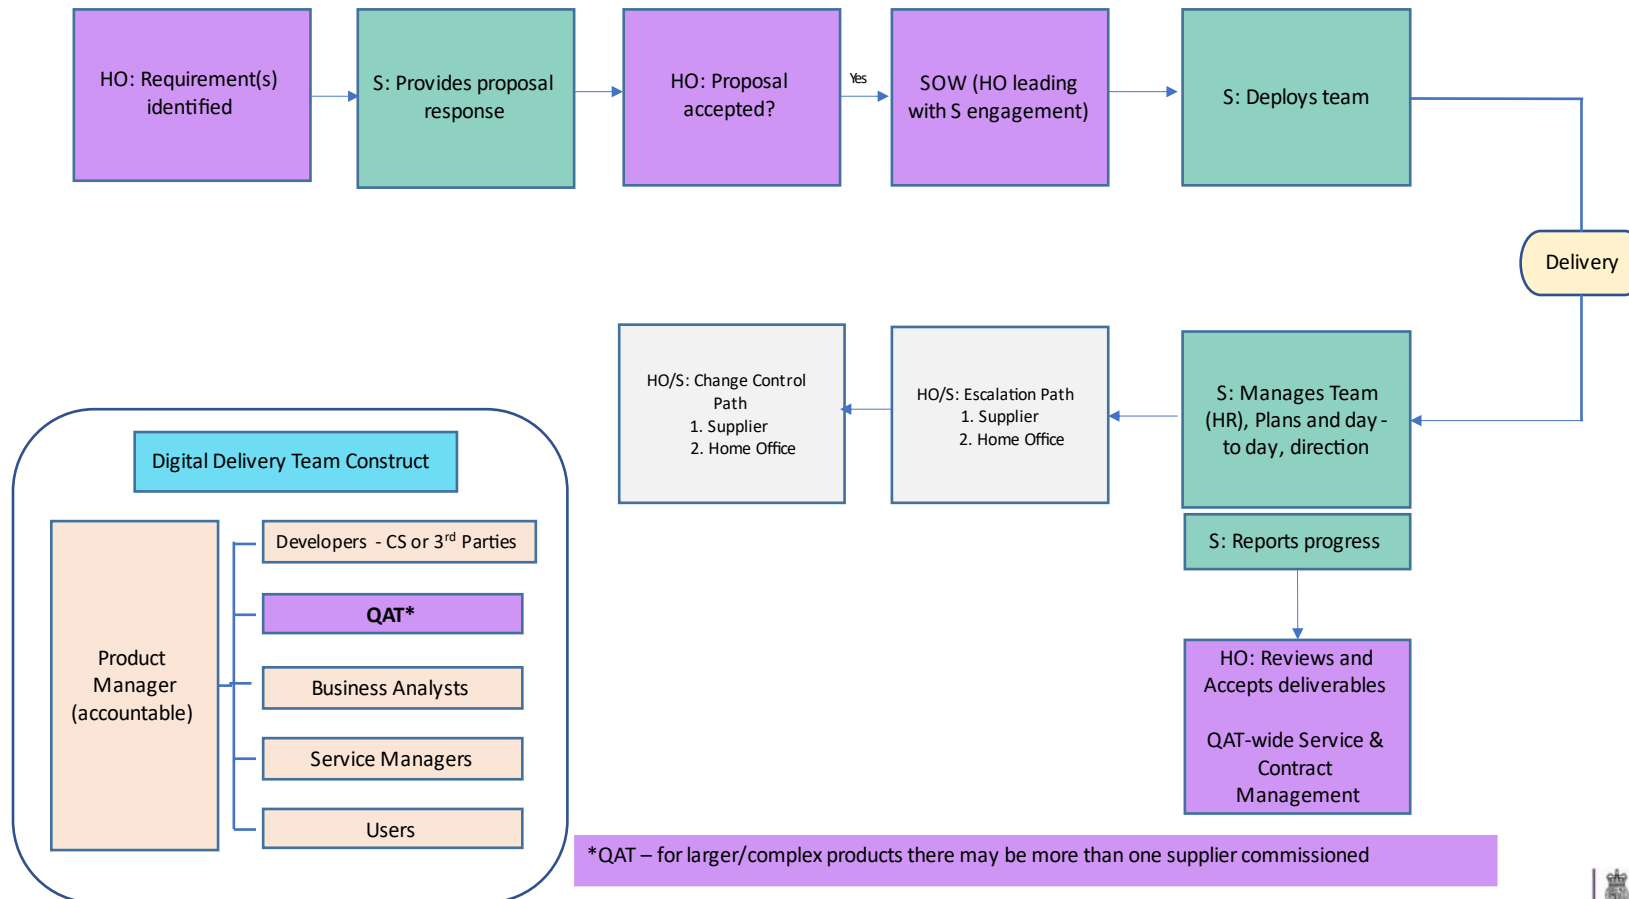 HO: Requirement(s)
identified
S: Provides proposal
response
HO: Proposal
accepted?
Yes
SOW (HO leading
with S engagement)
S: Deploys team
Delivery
HO/S: Change Control
Path
1. Supplier
2. Home Office
HO/S: Escalation Path
1. Supplier
2. Home Office
S: Manages Team
(HR), Plans and day -
to day, direction
S: Reports progress
HO: Reviews and
Accepts deliverables
QAT-wide Service &
Contract
Management
Digital Delivery Team Construct
Product
Manager
(accountable)
Developers - CS or 3rd Parties
QAT*
Business Analysts
Service Managers
Users
*QAT – for larger/complex products there may be more than one supplier commissioned